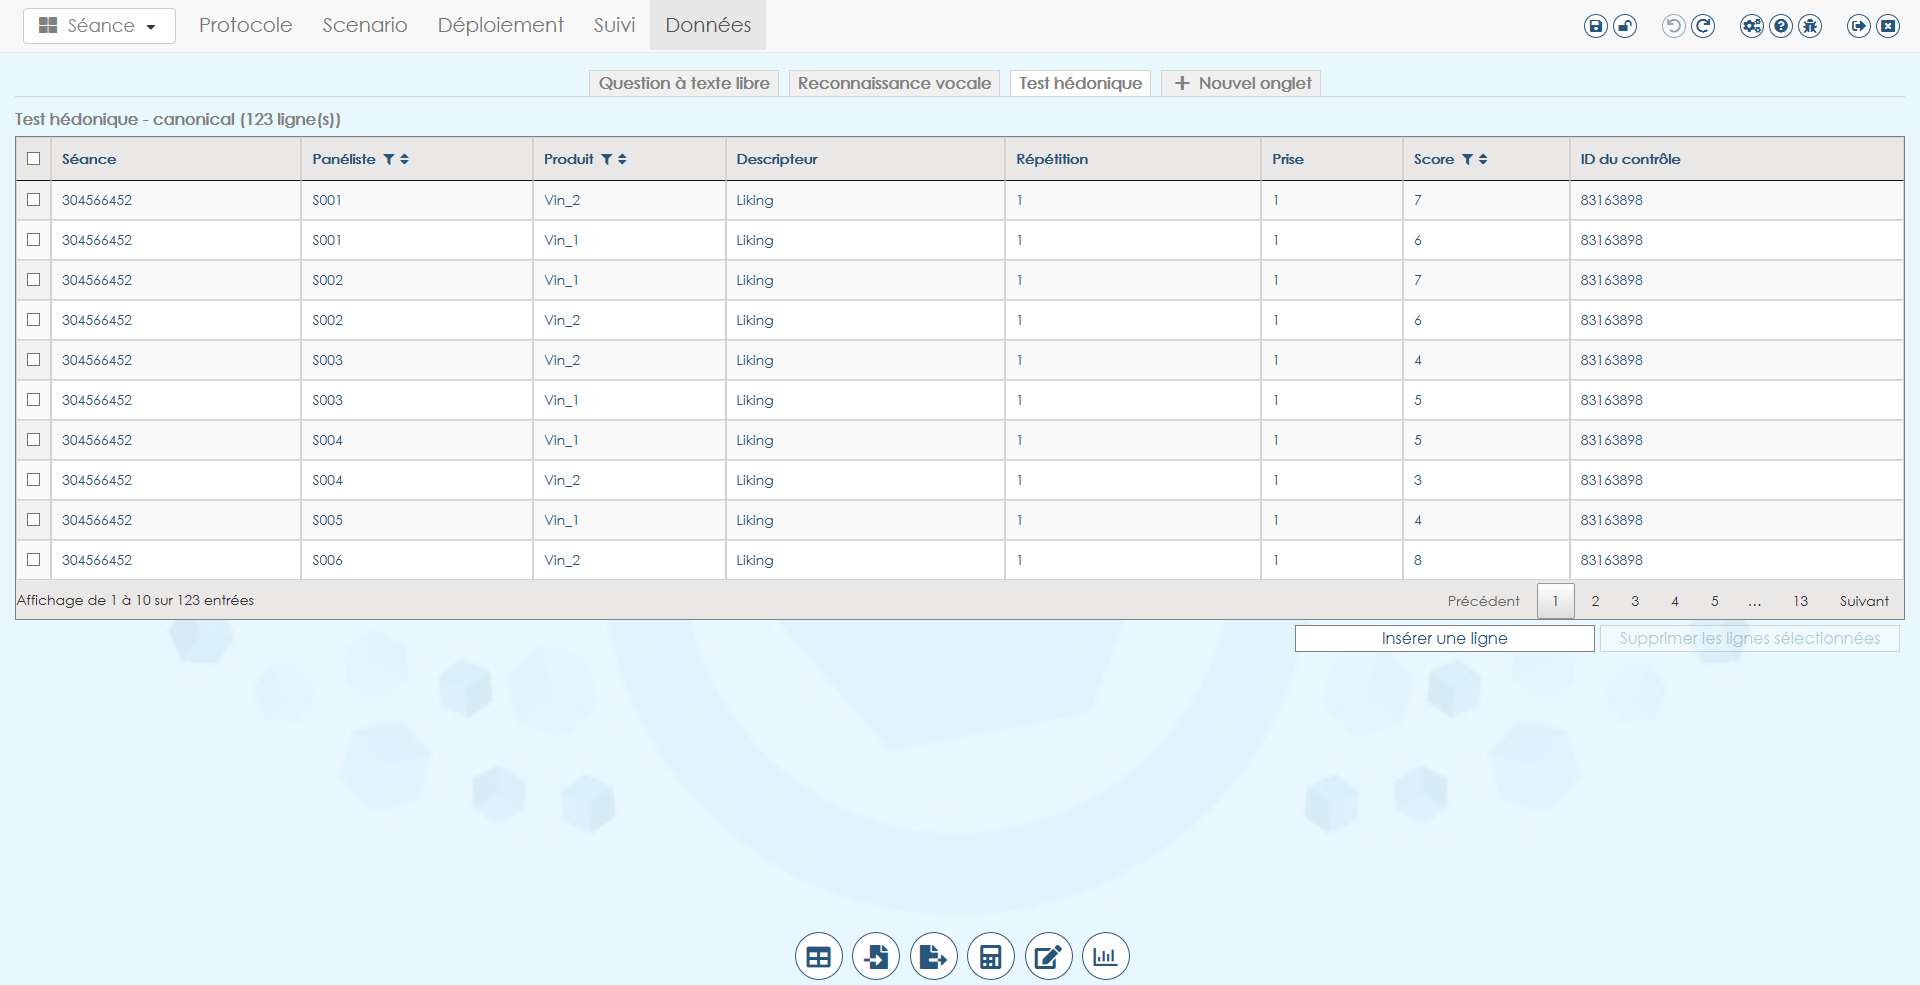 Séance Protocole Scenario Déploiement Suivi Données
Question à texte libre Reconnaissance vocale Test hédonique + Nouvel onglet
Test hédonique - canonical (123 ligne(s))
Séance Panéliste Produit Descripteur Répétition Prise Score ID du contrôle
304566452 S001 Vin_2 Liking 1 1 7 83163898
304566452 S001 Vin_1 Liking 1 1 6 83163898
304566452 S002 Vin_1 Liking 1 1 7 83163898
304566452 S002 Vin_2 Liking 1 1 6 83163898
304566452 S003 Vin_2 Liking 1 1 4 83163898
304566452 S003 Vin_1 Liking 1 1 5 83163898
304566452 S004 Vin_1 Liking 1 1 5 83163898
304566452 S004 Vin_2 Liking 1 1 3 83163898
304566452 S005 Vin_1 Liking 1 1 4 83163898
304566452 S006 Vin_2 Liking 1 1 8 83163898
Affichage de 1 à 10 sur 123 entrées Précédent 1 2 3 4 5 ... 13 Suivant
Insérer une ligne Supprimer les lignes sélectionnées